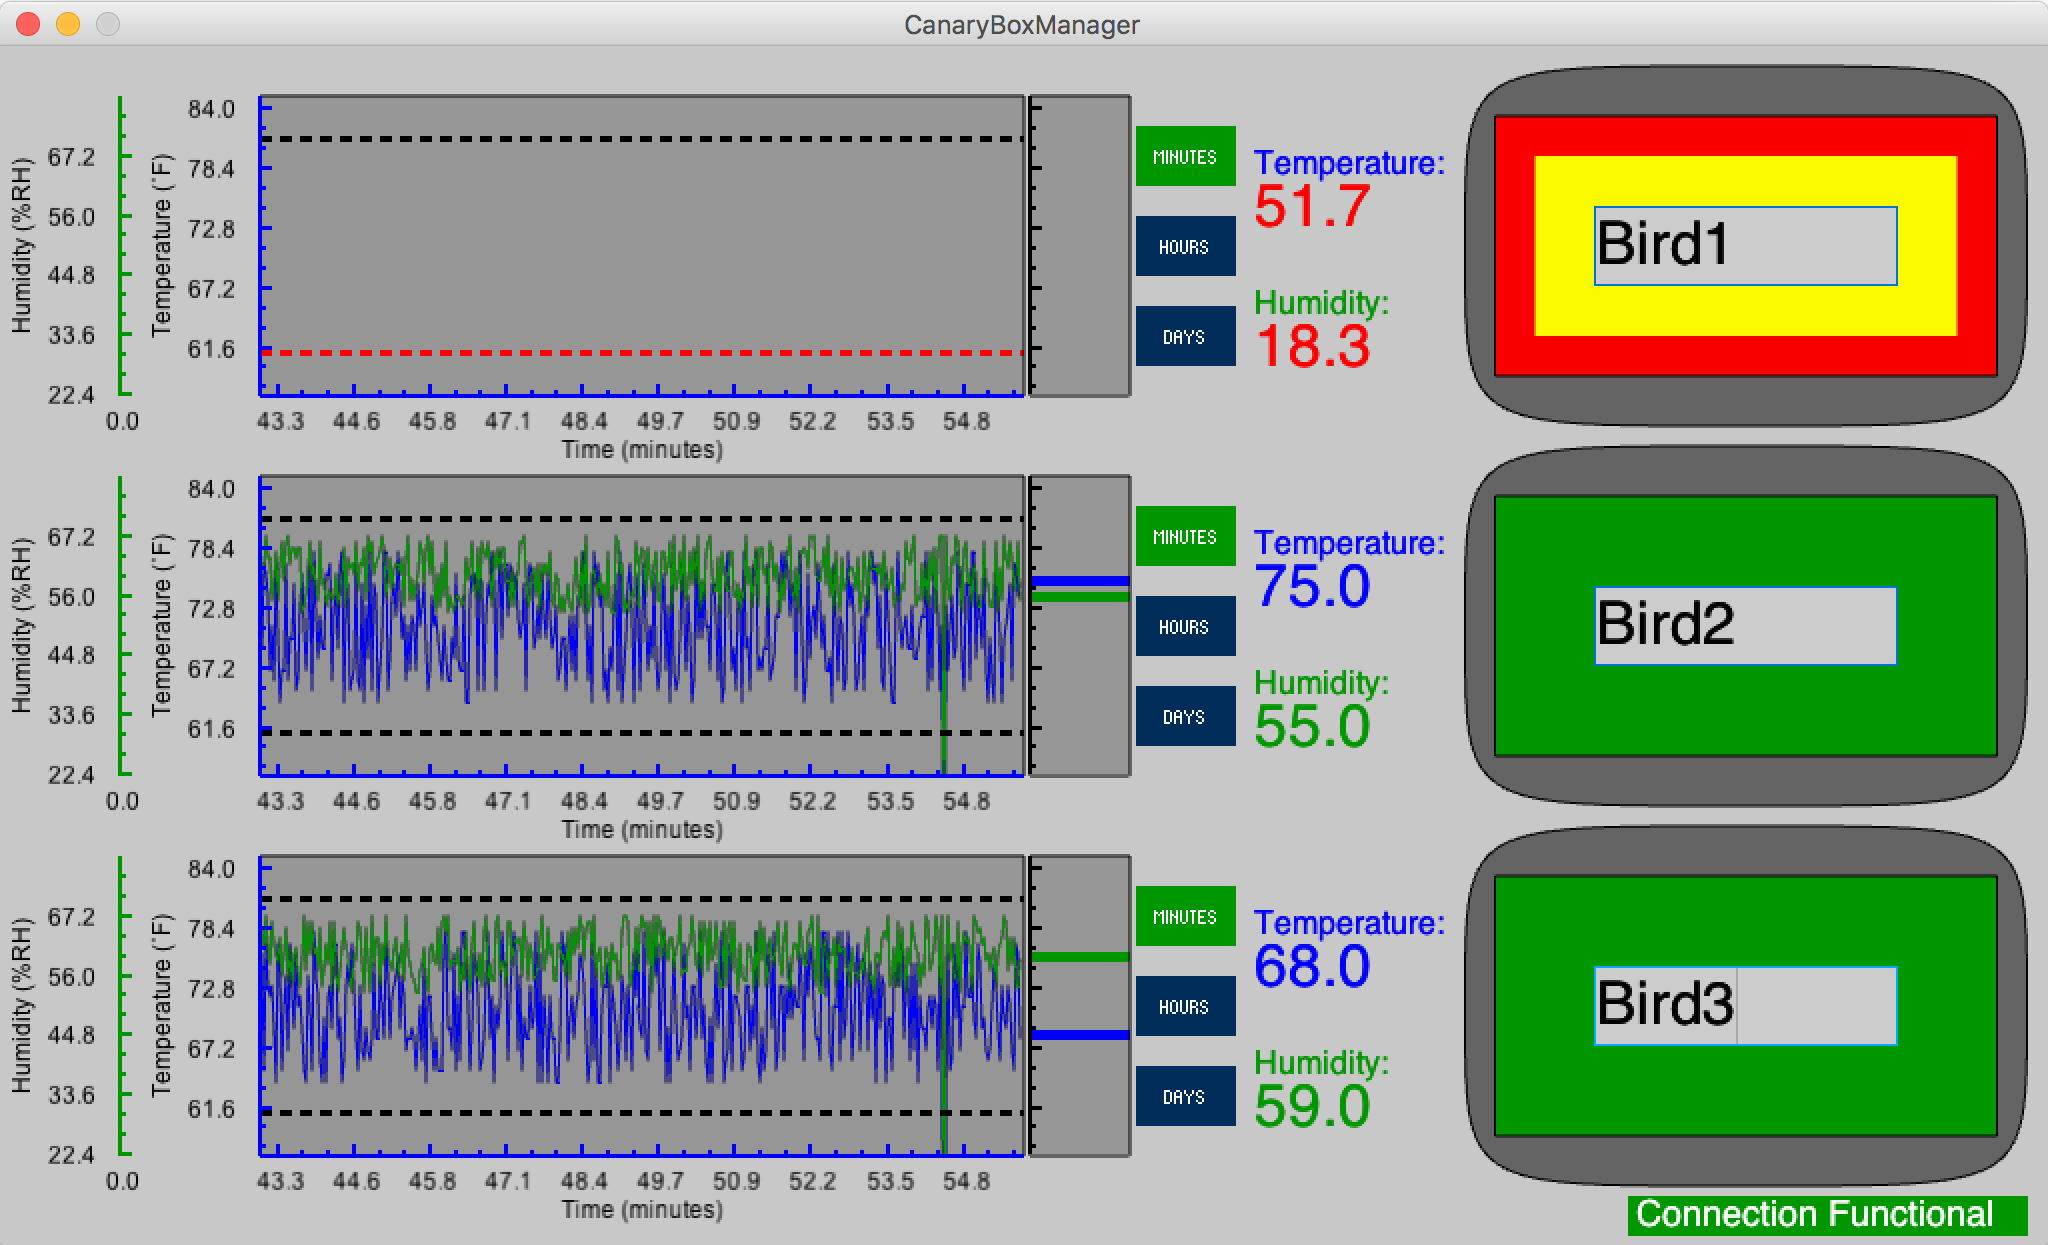 CanaryBoxManager
Humidity (%RH)
67.2
56.0
44.8
33.6
22.4
0.0
Temperature (˚F)
84.0
78.4
72.8
67.2
61.6
43.3 44.6 45.8 47.1 48.4 49.7 50.9 52.2 53.5 54.8
Time (minutes)
MINUTES
HOURS
DAYS
Temperature:
51.7
Humidity:
18.3
Bird1
Humidity (%RH)
67.2
56.0
44.8
33.6
22.4
0.0
Temperature (˚F)
84.0
78.4
72.8
67.2
61.6
43.3 44.6 45.8 47.1 48.4 49.7 50.9 52.2 53.5 54.8
Time (minutes)
MINUTES
HOURS
DAYS
Temperature:
75.0
Humidity:
55.0
Bird2
Humidity (%RH)
67.2
56.0
44.8
33.6
22.4
0.0
Temperature (˚F)
84.0
78.4
72.8
67.2
61.6
43.3 44.6 45.8 47.1 48.4 49.7 50.9 52.2 53.5 54.8
Time (minutes)
MINUTES
HOURS
DAYS
Temperature:
68.0
Humidity:
59.0
Bird3
Connection Functional